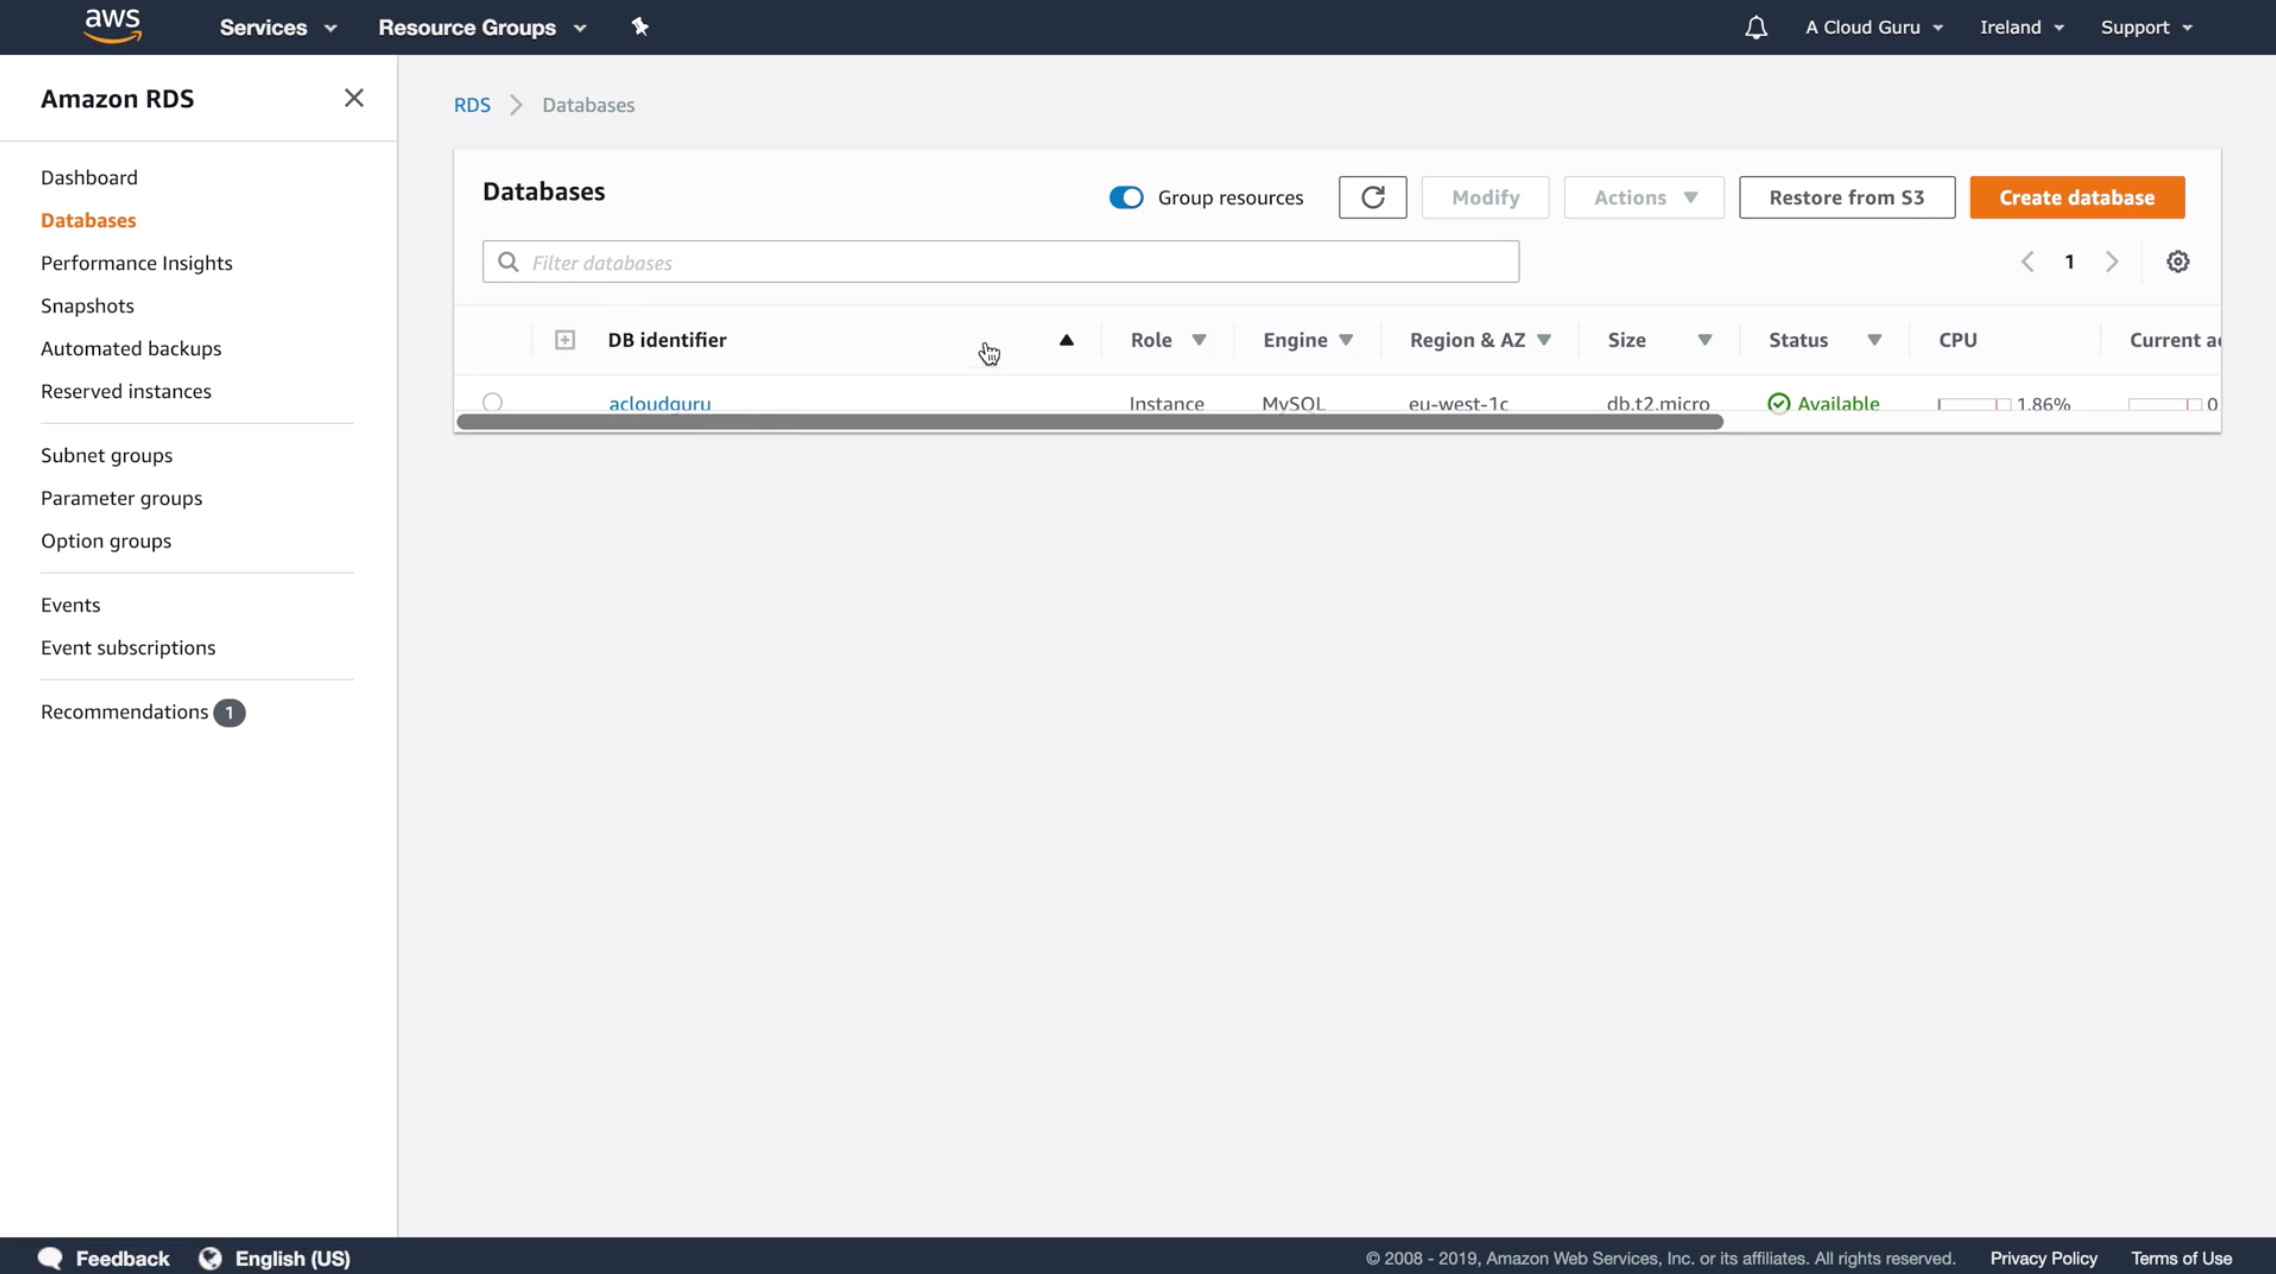 aws Services Resource Groups A Cloud Guru Ireland Support
Amazon RDS
Dashboard
Databases
Performance Insights
Snapshots
Automated backups
Reserved instances
Subnet groups
Parameter groups
Option groups
Events
Event subscriptions
Recommendations 1
RDS Databases
Databases Group resources Modify Actions Restore from S3 Create database
Filter databases 1
DB identifier Role Engine Region & AZ Size Status CPU Current
acloudguru Instance MySQL eu-west-1c db.t2.micro Available 1.86% 0
Feedback English (US) © 2008 - 2019, Amazon Web Services, Inc. or its affiliates. All rights reserved. Privacy Policy Terms of Use